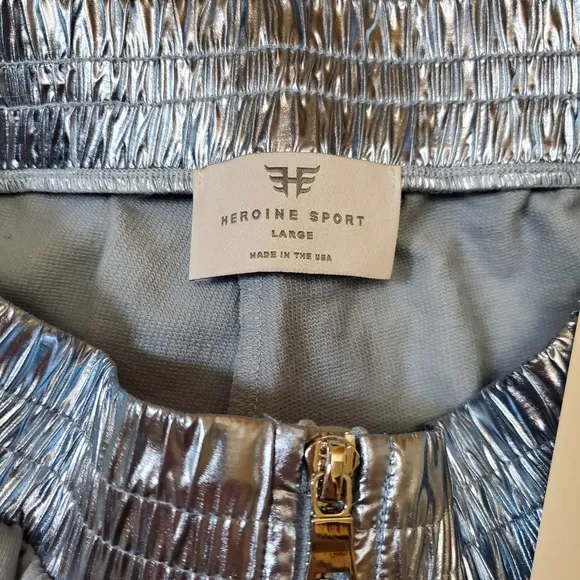 HEROINE SPORT
LARGE
MADE IN THE USA